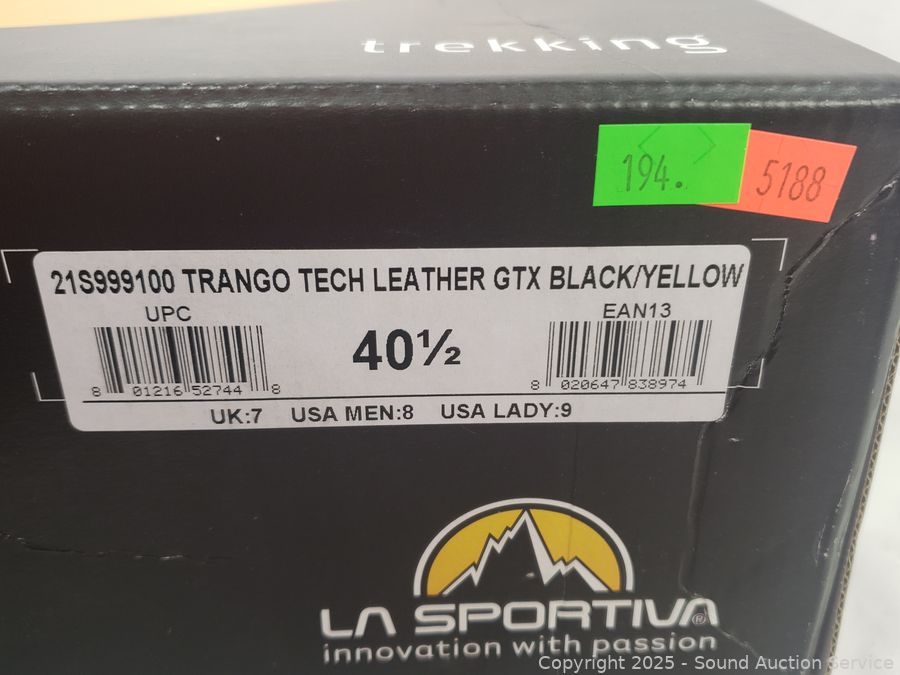 trekking
194.
5188
21S999100 TRANGO TECH LEATHER GTX BLACK/YELLOW
UPC
EAN13
40½
8 01216 52744 8
8 020647 838974
UK:7 USA MEN:8 USA LADY:9
LA SPORTIVA®
innovation with passion
Copyright 2025 - Sound Auction Service